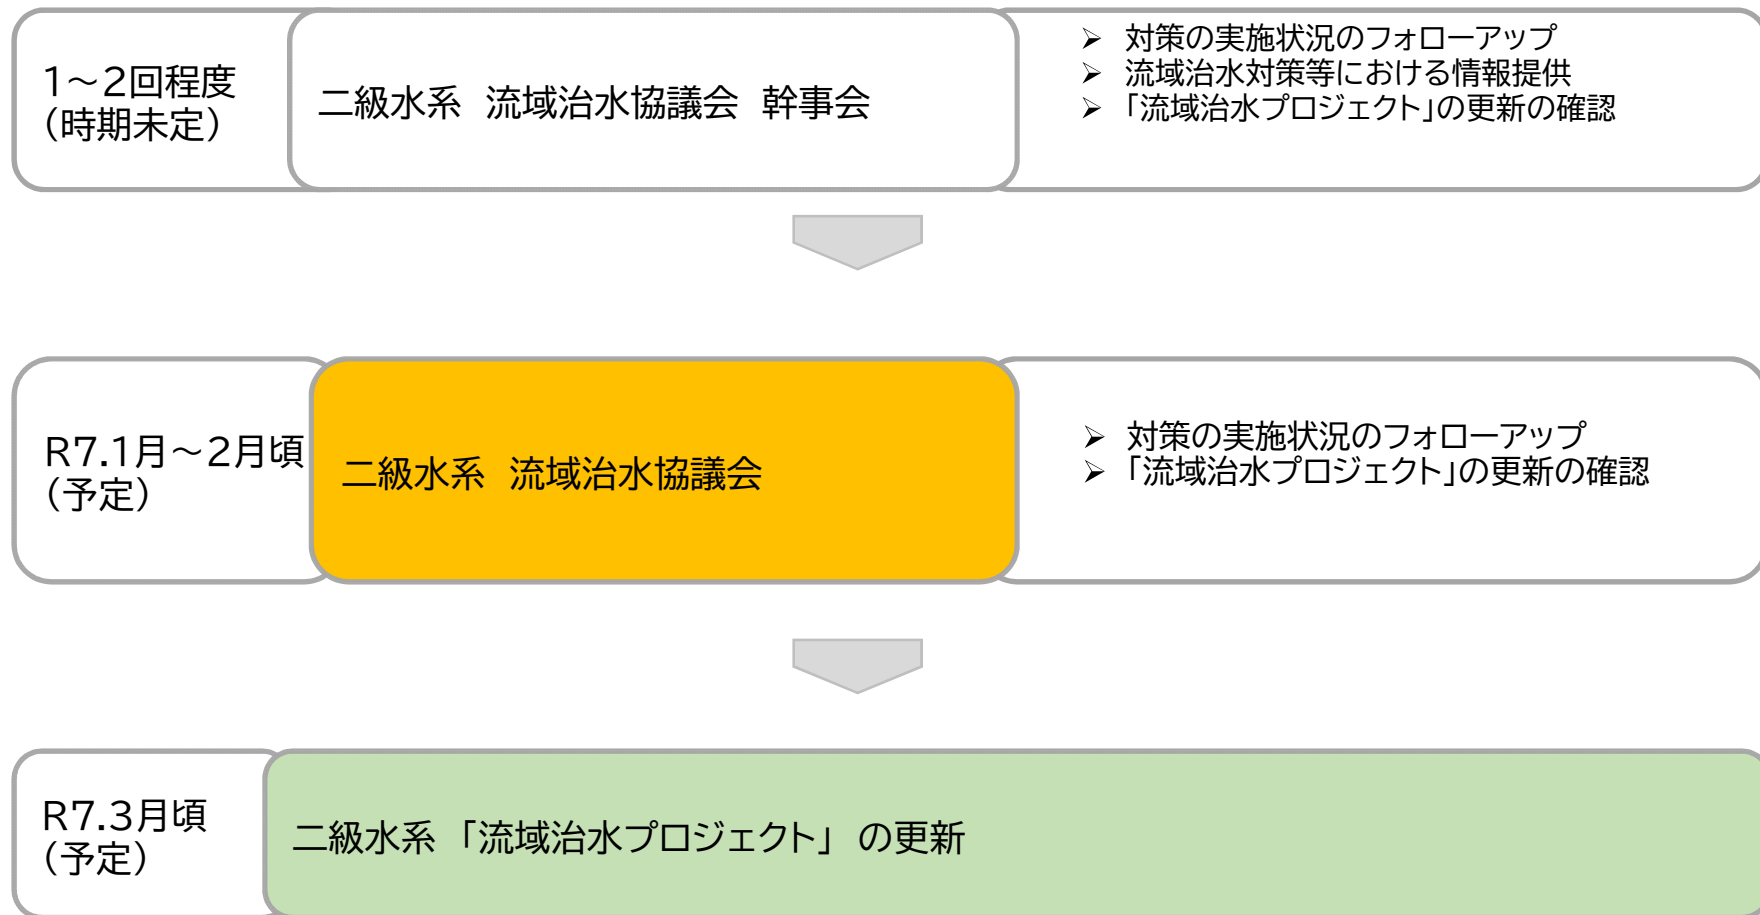 1～2回程度
（時期未定）
二級水系　流域治水協議会　幹事会
➢ 対策の実施状況のフォローアップ
➢ 流域治水対策等における情報提供
➢ 「流域治水プロジェクト」の更新の確認
R7.1月～2月頃
（予定）
二級水系　流域治水協議会
➢ 対策の実施状況のフォローアップ
➢ 「流域治水プロジェクト」の更新の確認
R7.3月頃
（予定）
二級水系 「流域治水プロジェクト」 の更新